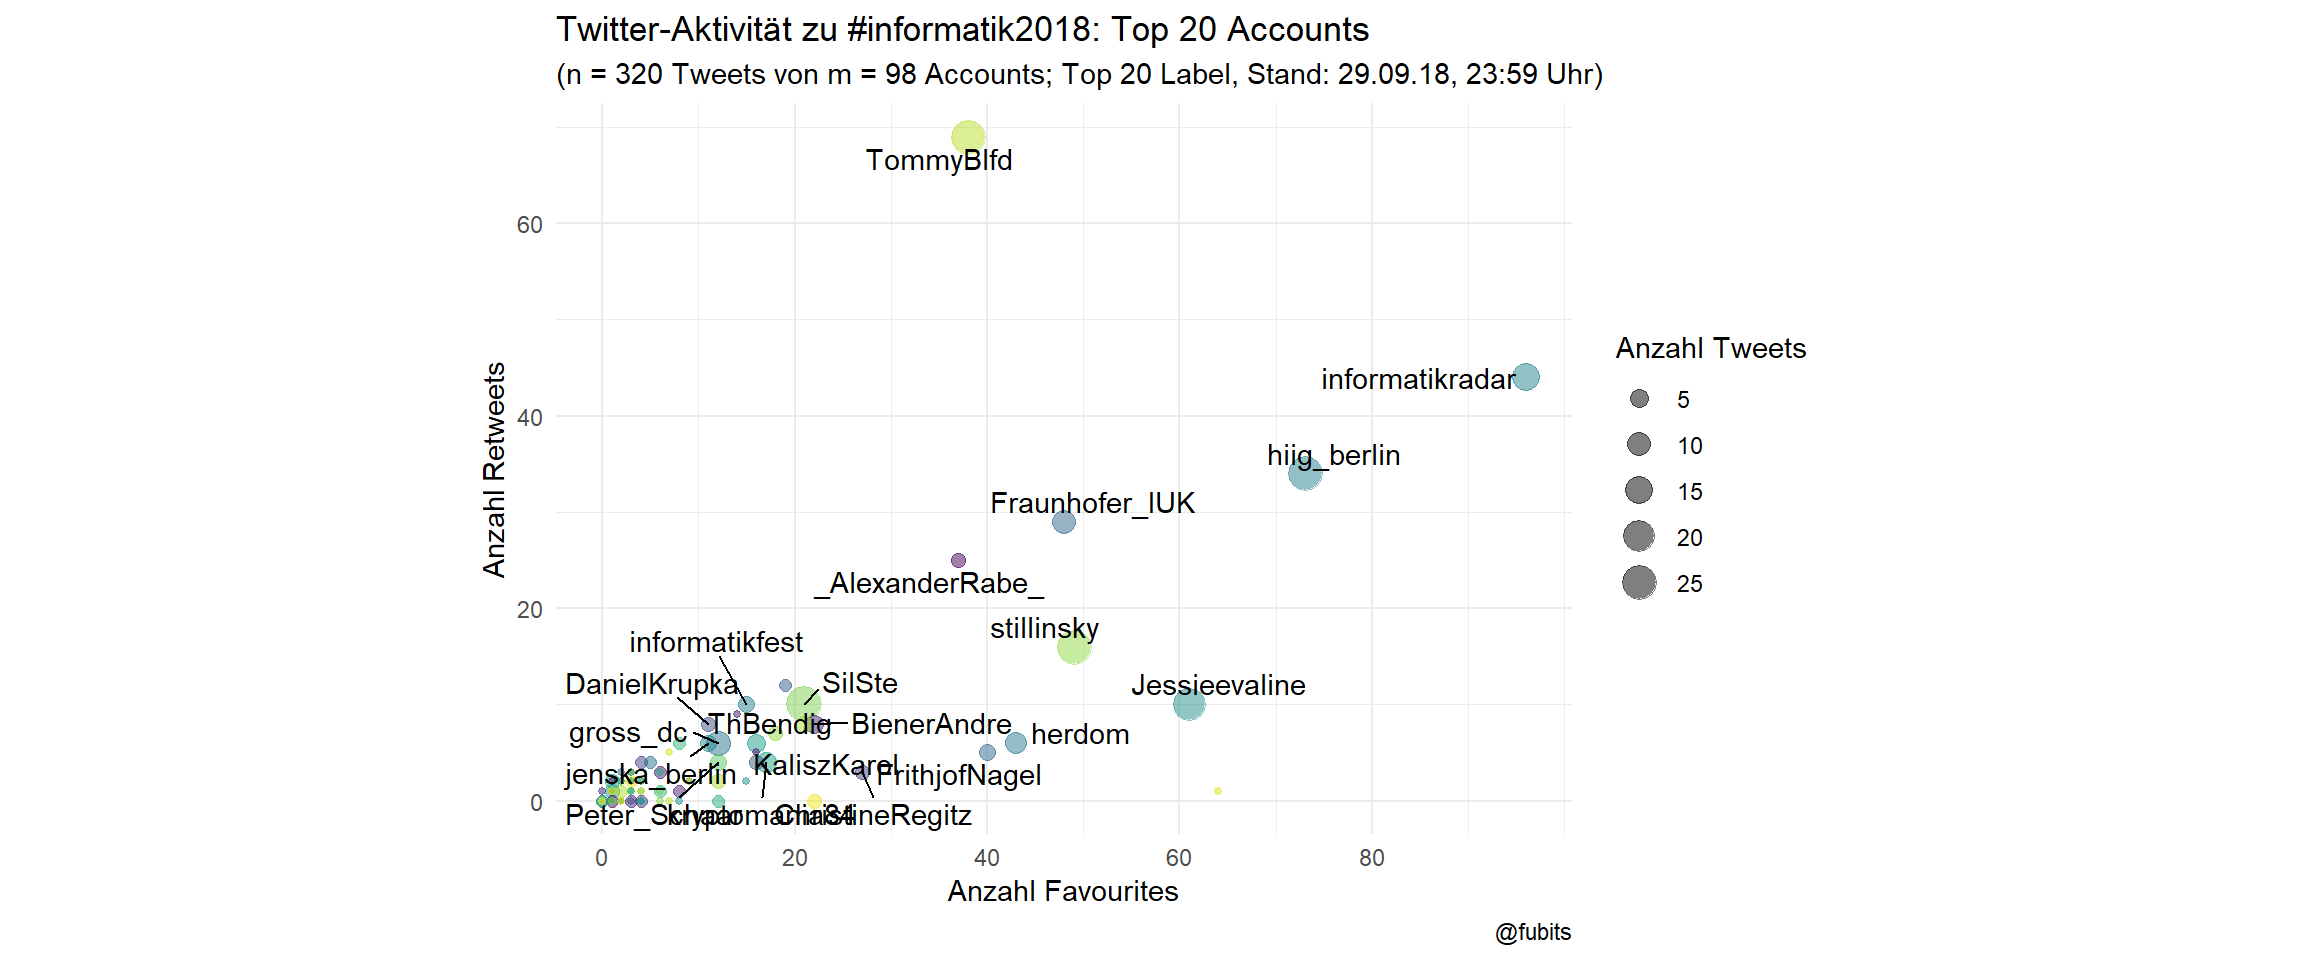 Twitter-Aktivität zu #informatik2018: Top 20 Accounts
(n = 320 Tweets von m = 98 Accounts; Top 20 Label, Stand: 29.09.18, 23:59 Uhr)
TommyBlfd
60
informatikradar
40
hiig_berlin
Fraunhofer_IUK
_AlexanderRabe_
20
stillinsky
informatikfest
DanielKrupka
SilSte
Jessieevaline
ThBendig
BienerAndre
gross_dc
herdom
KaliszKarel
jenska_berlin
FrithjofNagel
0
Peter_Schaar
ChristineRegitz
0
20
40
60
80
Anzahl Favourites
Anzahl Retweets
Anzahl Tweets
5
10
15
20
25
@fubits